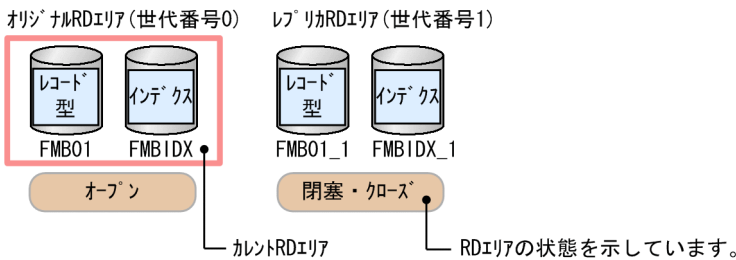 ｵﾘｼﾞﾅﾙRDｴﾘｱ(世代番号0)
ﾚﾌﾟﾘｶRDｴﾘｱ(世代番号1)
ﾚｺｰﾄﾞ
型
ｲﾝﾃﾞｸｽ
ﾚｺｰﾄﾞ
型
ｲﾝﾃﾞｸｽ
FMB01
FMBIDX
FMB01_1
FMBIDX_1
ｵｰﾌﾟﾝ
閉塞・ｸﾛｰｽﾞ
ｶﾚﾝﾄRDｴﾘｱ
RDｴﾘｱの状態を示しています。